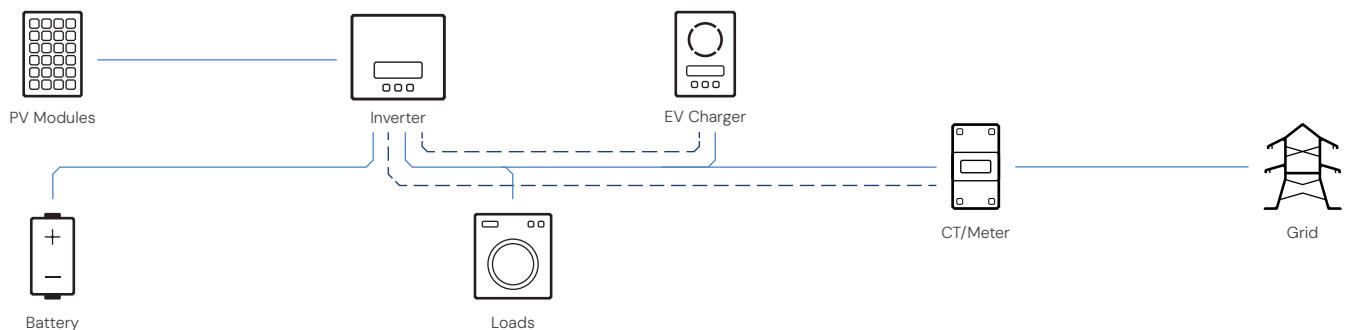 PV Modules
Inverter
EV Charger
CT/Meter
Grid
Battery
Loads